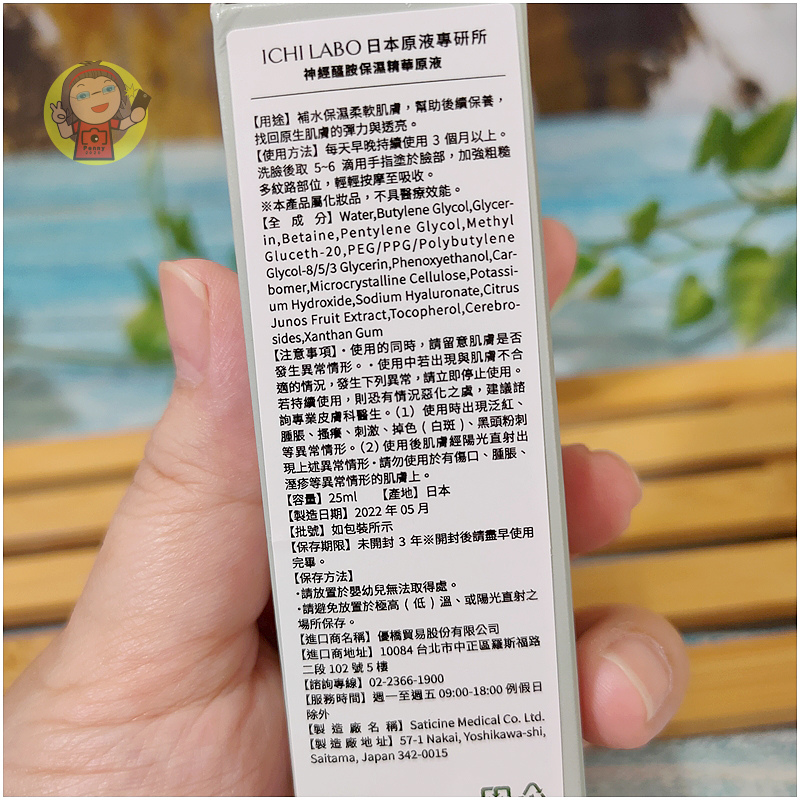 ICHI LABO 日本原液專研所
神經醯胺保濕精華原液
【用途】補水保濕柔軟肌膚，幫助後續保養，
找回原生肌膚的彈力與透亮。
【使用方法】每天早晚持續使用 3 個月以上。
洗臉後取 5~6 滴用手指塗於臉部，加強粗糙
多紋路部位，輕輕按摩至吸收。
※本產品屬化妝品，不具醫療效能。
【全 成 分】Water,Butylene Glycol,Glycer-
in,Betaine,Pentylene Glycol,Methyl
Gluceth-20,PEG/PPG/Polybutylene
Glycol-8/5/3 Glycerin,Phenoxyethanol,Car-
bomer,Microcrystalline Cellulose,Potassi-
um Hydroxide,Sodium Hyaluronate,Citrus
Junos Fruit Extract,Tocopherol,Cerebro-
sides,Xanthan Gum
【注意事項】・使用的同時，請留意肌膚是否
發生異常情形。・使用中若出現與肌膚不合
適的情況，發生下列異常，請立即停止使用。
若持續使用，則恐有情況惡化之虞，建議諮
詢專業皮膚科醫生。（1）使用時出現泛紅、
腫脹、搔癢、刺激、掉色（白斑）、黑頭粉刺
等異常情形。（2）使用後肌膚經陽光直射出
現上述異常情形・請勿使用於有傷口、腫脹、
溼疹等異常情形的肌膚上。
【容量】25ml 【產地】日本
【製造日期】2022 年 05 月
【批號】如包裝所示
【保存期限】未開封 3 年※開封後請盡早使用
完畢。
【保存方法】
・請放置於嬰幼兒無法取得處。
・請避免放置於極高（低）溫、或陽光直射之
場所保存。
【進口商名稱】優橋貿易股份有限公司
【進口商地址】10084 台北市中正區羅斯福路
二段 102 號 5 樓
【諮詢專線】02-2366-1900
【服務時間】週一至週五 09:00-18:00 例假日
除外
【製 造 廠 名 稱】Saticine Medical Co. Ltd.
【製 造 廠 地 址】57-1 Nakai, Yoshikawa-shi,
Saitama, Japan 342-0015
Penny